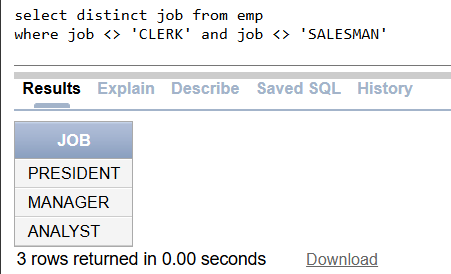 select distinct job from emp
where job <> 'CLERK' and job <> 'SALESMAN'
Results Explain Describe Saved SQL History
JOB
PRESIDENT
MANAGER
ANALYST
3 rows returned in 0.00 seconds Download